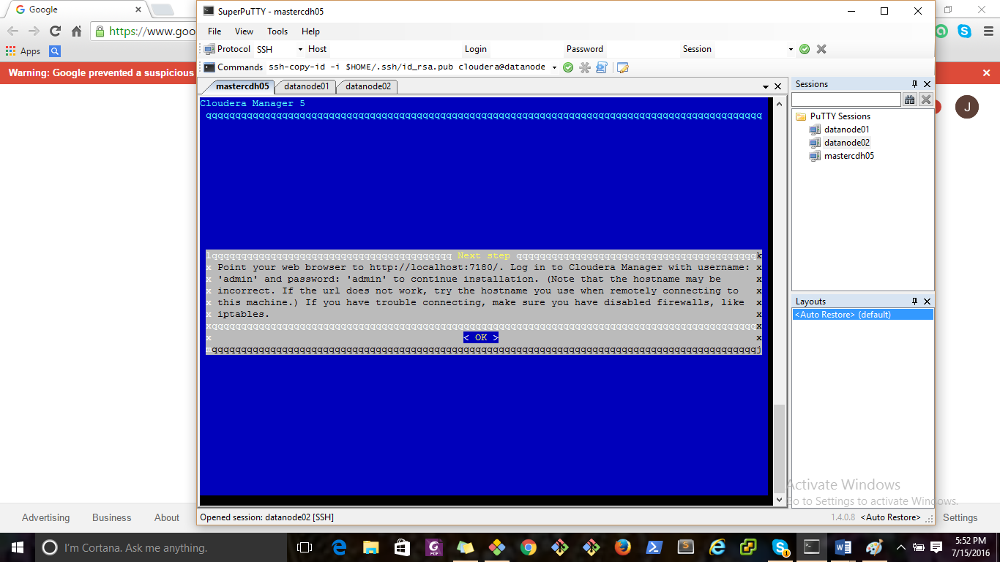 Google
SuperPuTTY - mastercdh05
File View Tools Help
https://www.goo
Protocol SSH Host Login Password Session
Apps
Commands ssh-copy-id -i $HOME/.ssh/id_rsa.pub cloudera@datanode
Warning: Google prevented a suspicious
mastercdh05 datanode01 datanode02
Sessions
J
PuTTY Sessions
datanode01
datanode02
mastercdh05
Cloudera Manager 5
qqqqqqqqqqqqqqqqqqqqqqqqqqqqqqqqqqqqqqqqqqqqqqqqqqqqqqqqqqqqqqqqqqqqqqqqqqqqqqqqqqqqqqqqqqqqqqq
lqqqqqqqqqqqqqqqqqqqqqqqqqqqqqqqqqqqqqqqqq Next step qqqqqqqqqqqqqqqqqqqqqqqqqqqqqqqqqqqqqqqqqk
x Point your web browser to http://localhost:7180/. Log in to Cloudera Manager with username: x
x 'admin' and password: 'admin' to continue installation. (Note that the hostname may be x
x incorrect. If the url does not work, try the hostname you use when remotely connecting to x
x this machine.) If you have trouble connecting, make sure you have disabled firewalls, like x
x iptables. x
xqqqqqqqqqqqqqqqqqqqqqqqqqqqqqqqqqqqqqqqqqqqqqqqqqqqqqqqqqqqqqqqqqqqqqqqqqqqqqqqqqqqqqqqqqqqqqx
x < OK > x
mqqqqqqqqqqqqqqqqqqqqqqqqqqqqqqqqqqqqqqqqqqqqqqqqqqqqqqqqqqqqqqqqqqqqqqqqqqqqqqqqqqqqqqqqqqqqqj
Layouts
<Auto Restore> (default)
Activate Windows
Go to Settings to activate Windows.
Advertising Business About
Settings
Opened session: datanode02 [SSH]
1.4.0.8 <Auto Restore>
I'm Cortana. Ask me anything.
PDF
S
1
W
5:52 PM
7/15/2016